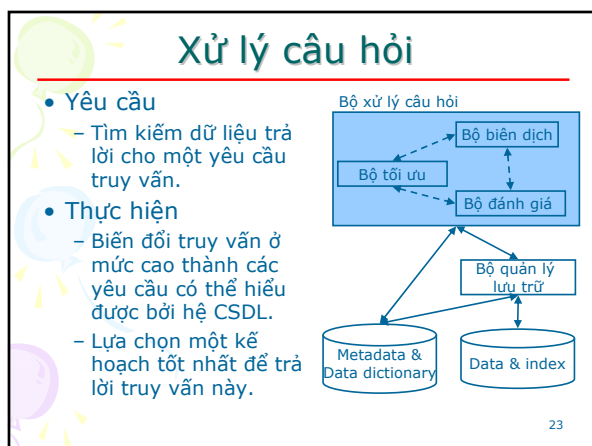 Xử lý câu hỏi
• Yêu cầu
– Tìm kiếm dữ liệu trả
lời cho một yêu cầu
truy vấn.
• Thực hiện
– Biến đổi truy vấn ở
mức cao thành các
yêu cầu có thể hiểu
được bởi hệ CSDL.
– Lựa chọn một kế
hoạch tốt nhất để trả
lời truy vấn này.
Bộ xử lý câu hỏi
Bộ biên dịch
Bộ tối ưu
Bộ đánh giá
Bộ quản lý
lưu trữ
Metadata &
Data dictionary
Data & index
23